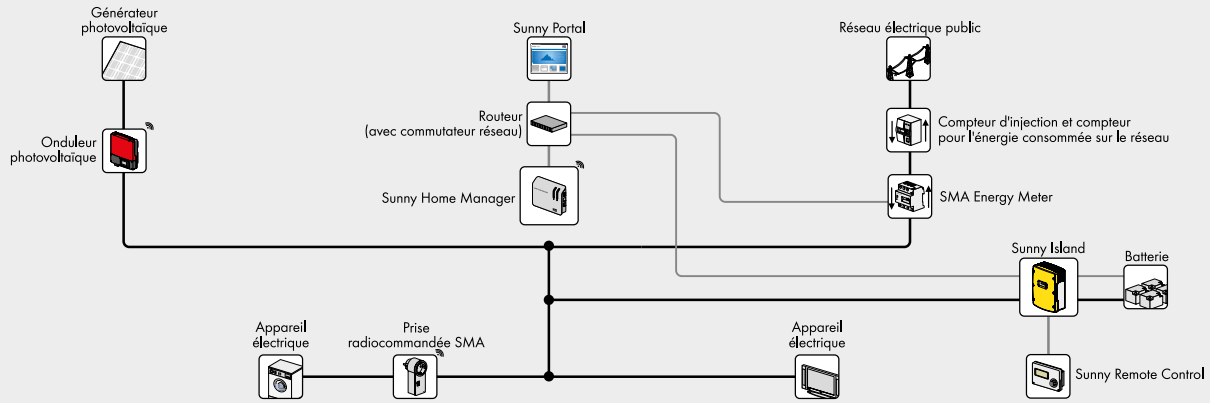 Générateur
photovoltaïque
Sunny Portal
Réseau électrique public
Onduleur
photovoltaïque
Routeur
(avec commutateur réseau)
Compteur d'injection et compteur
pour l'énergie consommée sur le réseau
Sunny Home Manager
SMA Energy Meter
Sunny Island
Batterie
Appareil
électrique
Prise
radiocommandée SMA
Appareil
électrique
Sunny Remote Control